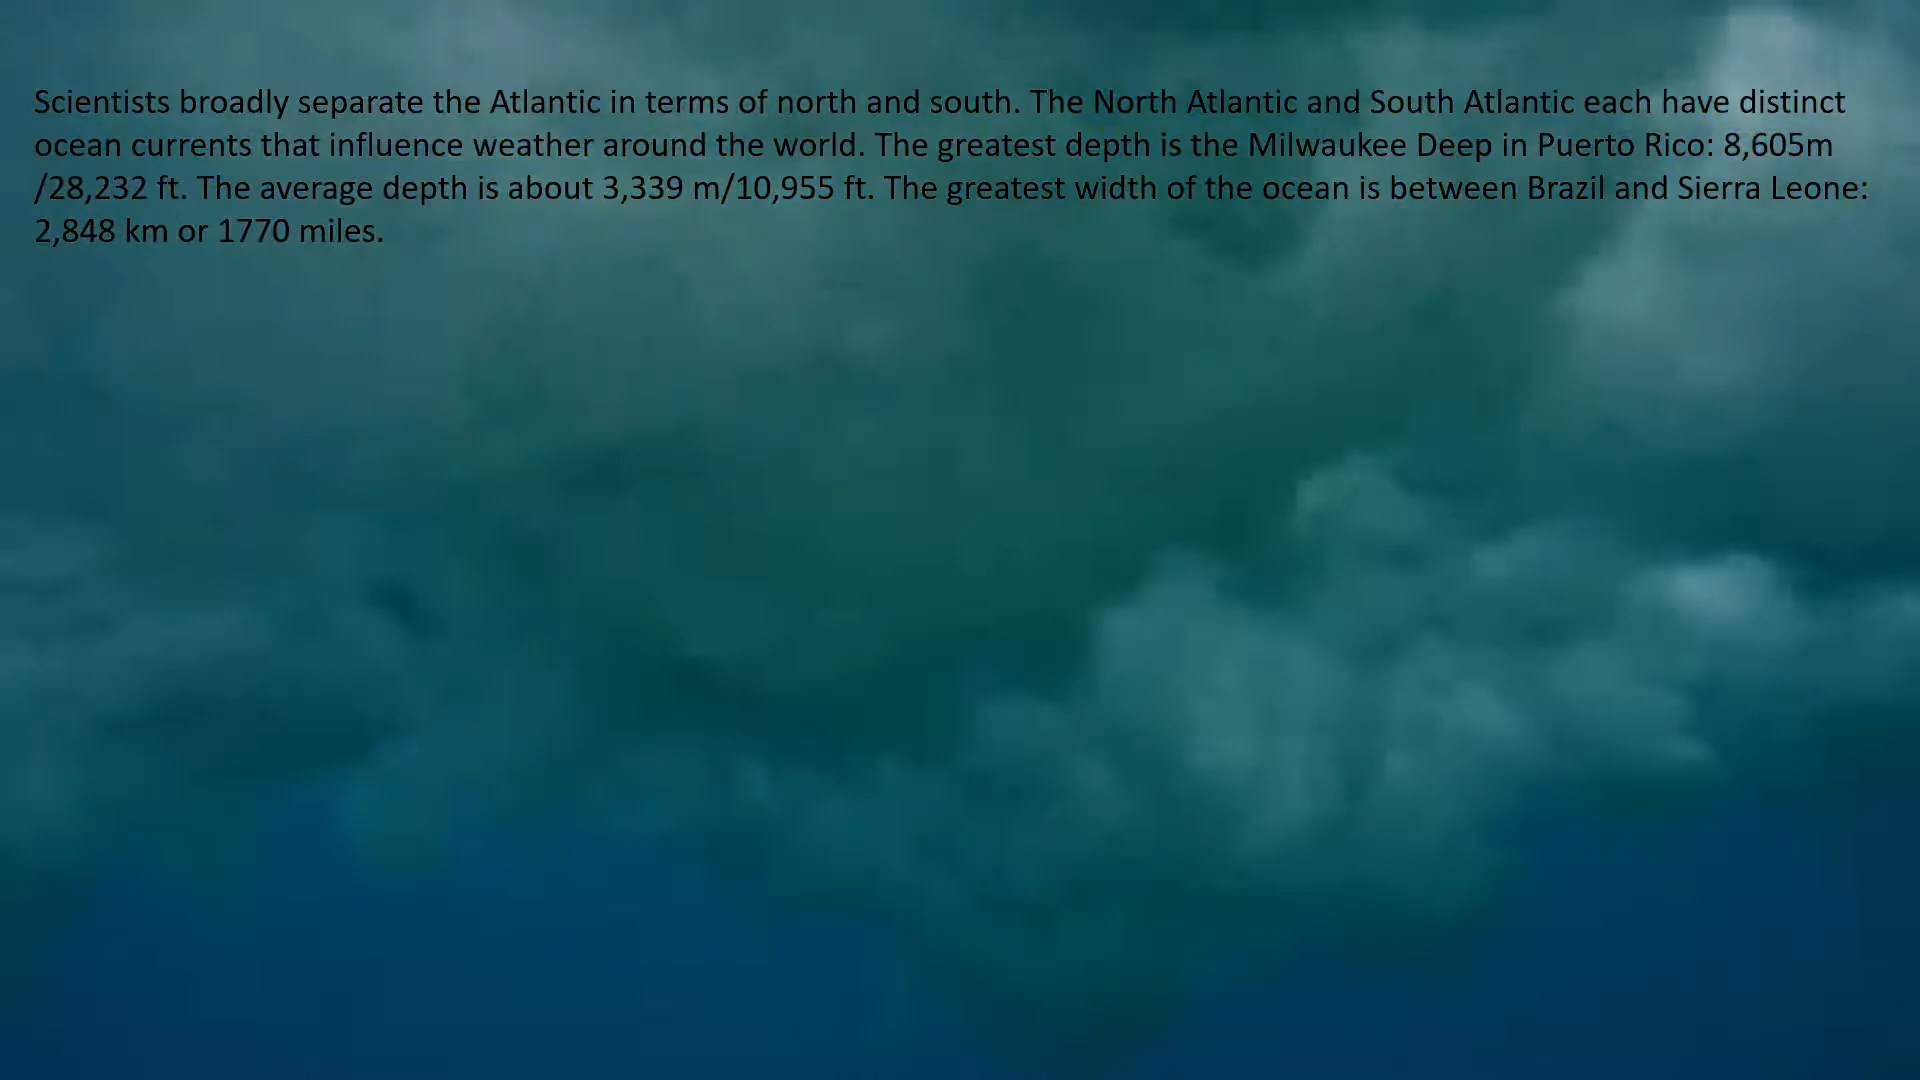 Scientists broadly separate the Atlantic in terms of north and south. The North Atlantic and South Atlantic each have distinct
ocean currents that influence weather around the world. The greatest depth is the Milwaukee Deep in Puerto Rico: 8,605m
/28,232 ft. The average depth is about 3,339 m/10,955 ft. The greatest width of the ocean is between Brazil and Sierra Leone:
2,848 km or 1770 miles.